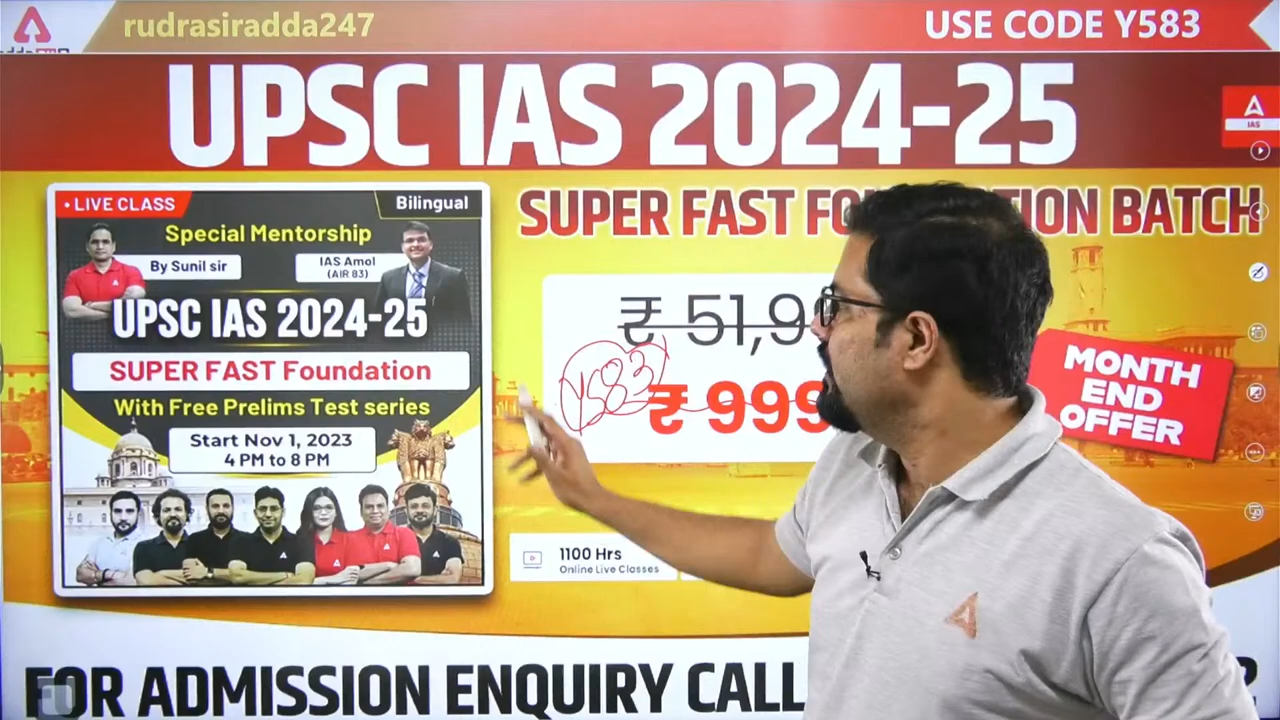 rudrasiradda247
USE CODE Y583
UPSC IAS 2024-25
IAS
• LIVE CLASS
Bilingual
Special Mentorship
By Sunil sir
IAS Amol
(AIR 83)
UPSC IAS 2024-25
SUPER FAST Foundation
With Free Prelims Test series
Start Nov 1, 2023
4 PM to 8 PM
SUPER FAST FO TION BATCH
₹ 51,9
Y583
₹ 999
MONTH
END
OFFER
1100 Hrs
Online Live Classes
FOR ADMISSION ENQUIRY CALL